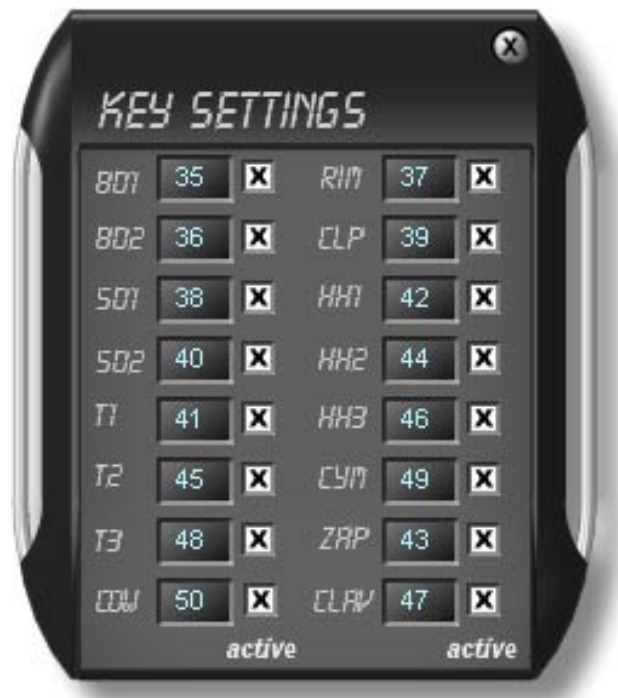 X
KEY SETTINGS
BD1 35 X RIM 37 X
BD2 36 X CLP 39 X
SD1 38 X HH1 42 X
SD2 40 X HH2 44 X
T1 41 X HH3 46 X
T2 45 X CYM 49 X
T3 48 X ZAP 43 X
COW 50 X CLAV 47 X
active active